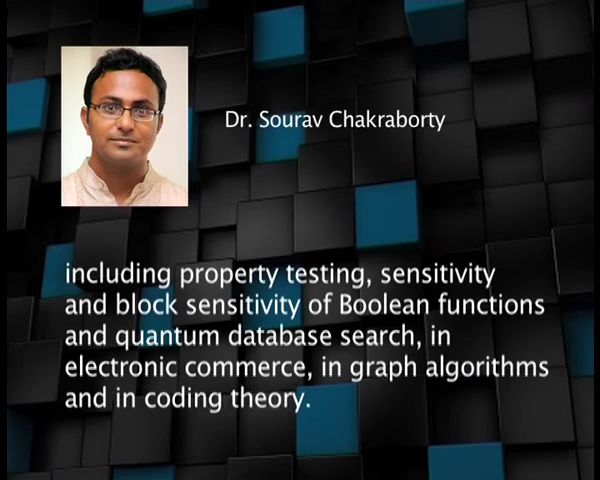 Dr. Sourav Chakraborty
including property testing, sensitivity
and block sensitivity of Boolean functions
and quantum database search, in
electronic commerce, in graph algorithms
and in coding theory.